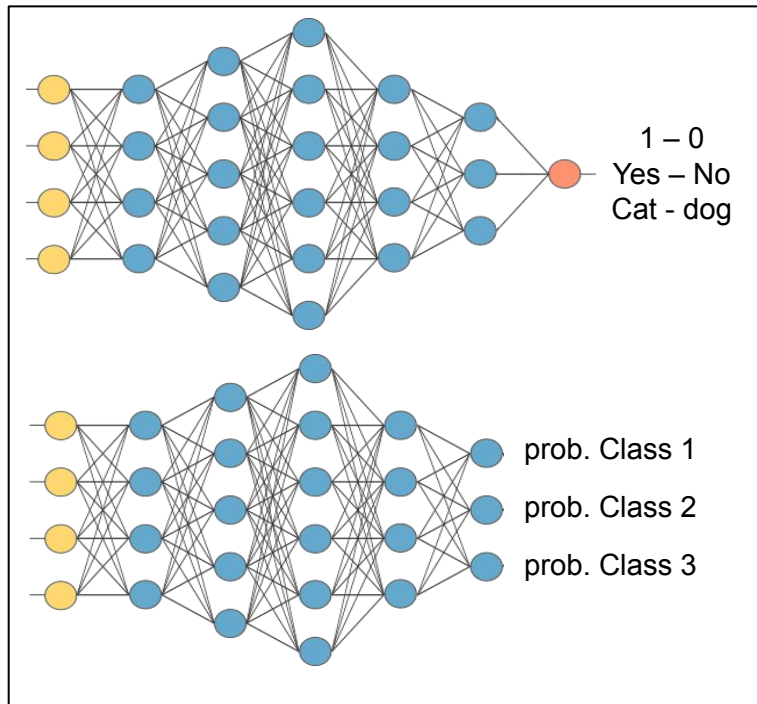 1 – 0
Yes – No
Cat - dog
prob. Class 1
prob. Class 2
prob. Class 3